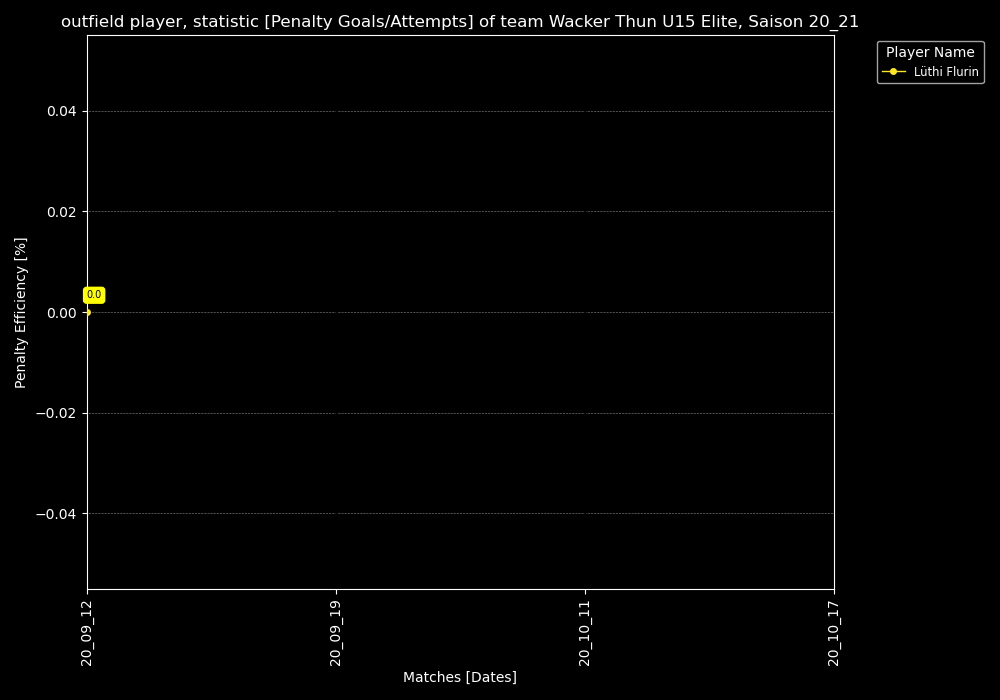 outfield player, statistic [Penalty Goals/Attempts] of team Wacker Thun U15 Elite, Saison 20_21
Player Name
Lüthi Flurin
Penalty Efficiency [%]
0.04
0.02
0.00
−0.02
−0.04
0.0
20_09_12
20_09_19
20_10_11
20_10_17
Matches [Dates]